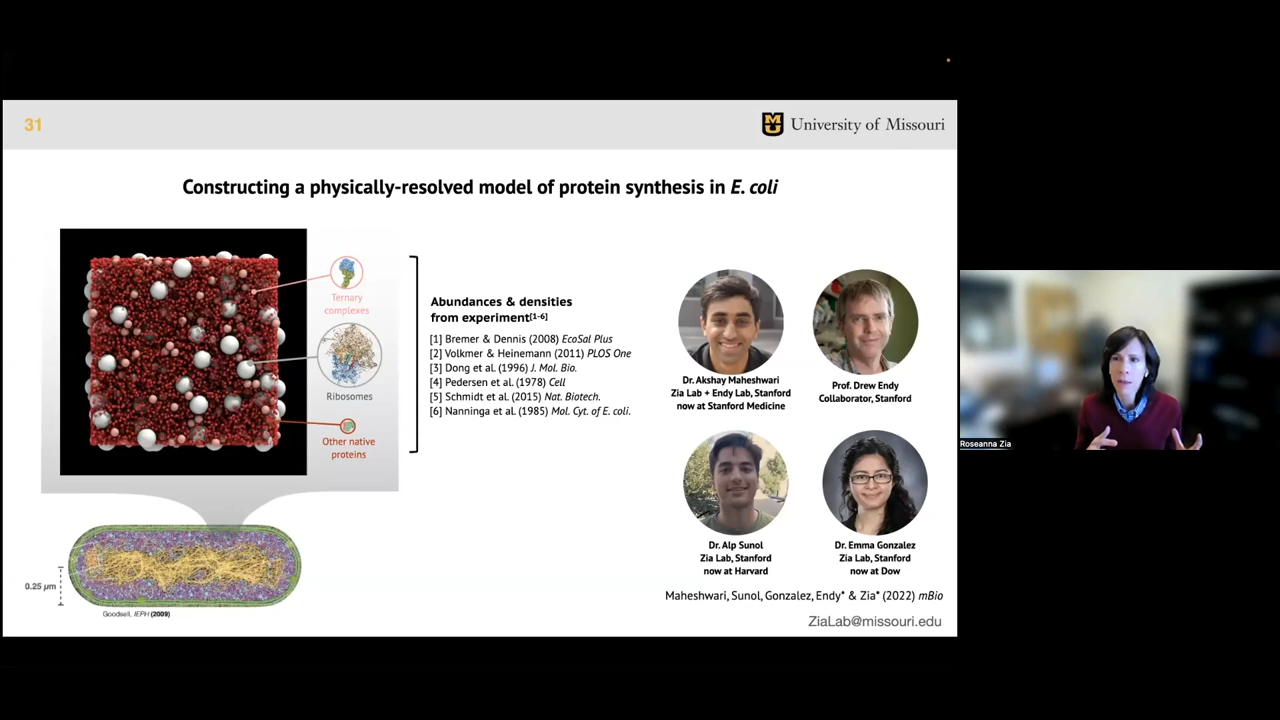 31
University of Missouri
Constructing a physically-resolved model of protein synthesis in E. coli
Ternary
complexes
Ribosomes
Other native
proteins
Abundances & densities
from experiment[1-6]
[1] Bremer & Dennis (2008) EcoSal Plus
[2] Volkmer & Heinemann (2011) PLOS One
[3] Dong et al. (1996) J. Mol. Bio.
[4] Pedersen et al. (1978) Cell
[5] Schmidt et al. (2015) Nat. Biotech.
[6] Nanninga et al. (1985) Mol. Cyt. of E. coli.
Dr. Akshay Maheshwari
Zia Lab + Endy Lab, Stanford
now at Stanford Medicine
Prof. Drew Endy
Collaborator, Stanford
Dr. Alp Sunol
Zia Lab, Stanford
now at Harvard
Dr. Emma Gonzalez
Zia Lab, Stanford
now at Dow
0.25 μm
Goodsell, IEPH (2009)
Maheshwari, Sunol, Gonzalez, Endy* & Zia* (2022) mBio
ZiaLab@missouri.edu
Roseanna Zia